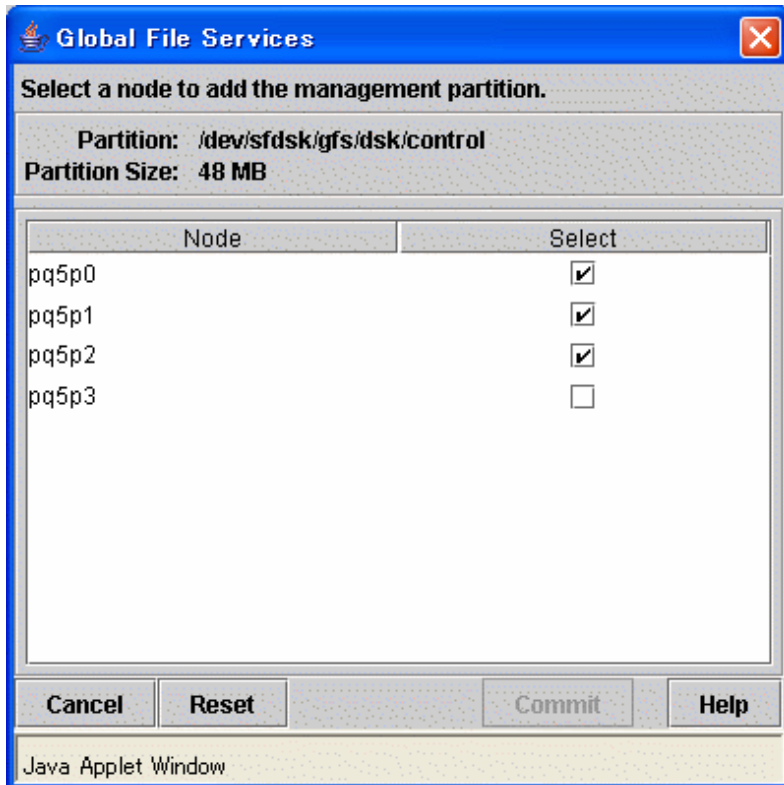 Global File Services
Select a node to add the management partition.
Partition: /dev/sfdsk/gfs/dsk/control
Partition Size: 48 MB
Node Select
pq5p0
pq5p1
pq5p2
pq5p3
Cancel Reset Commit Help
Java Applet Window